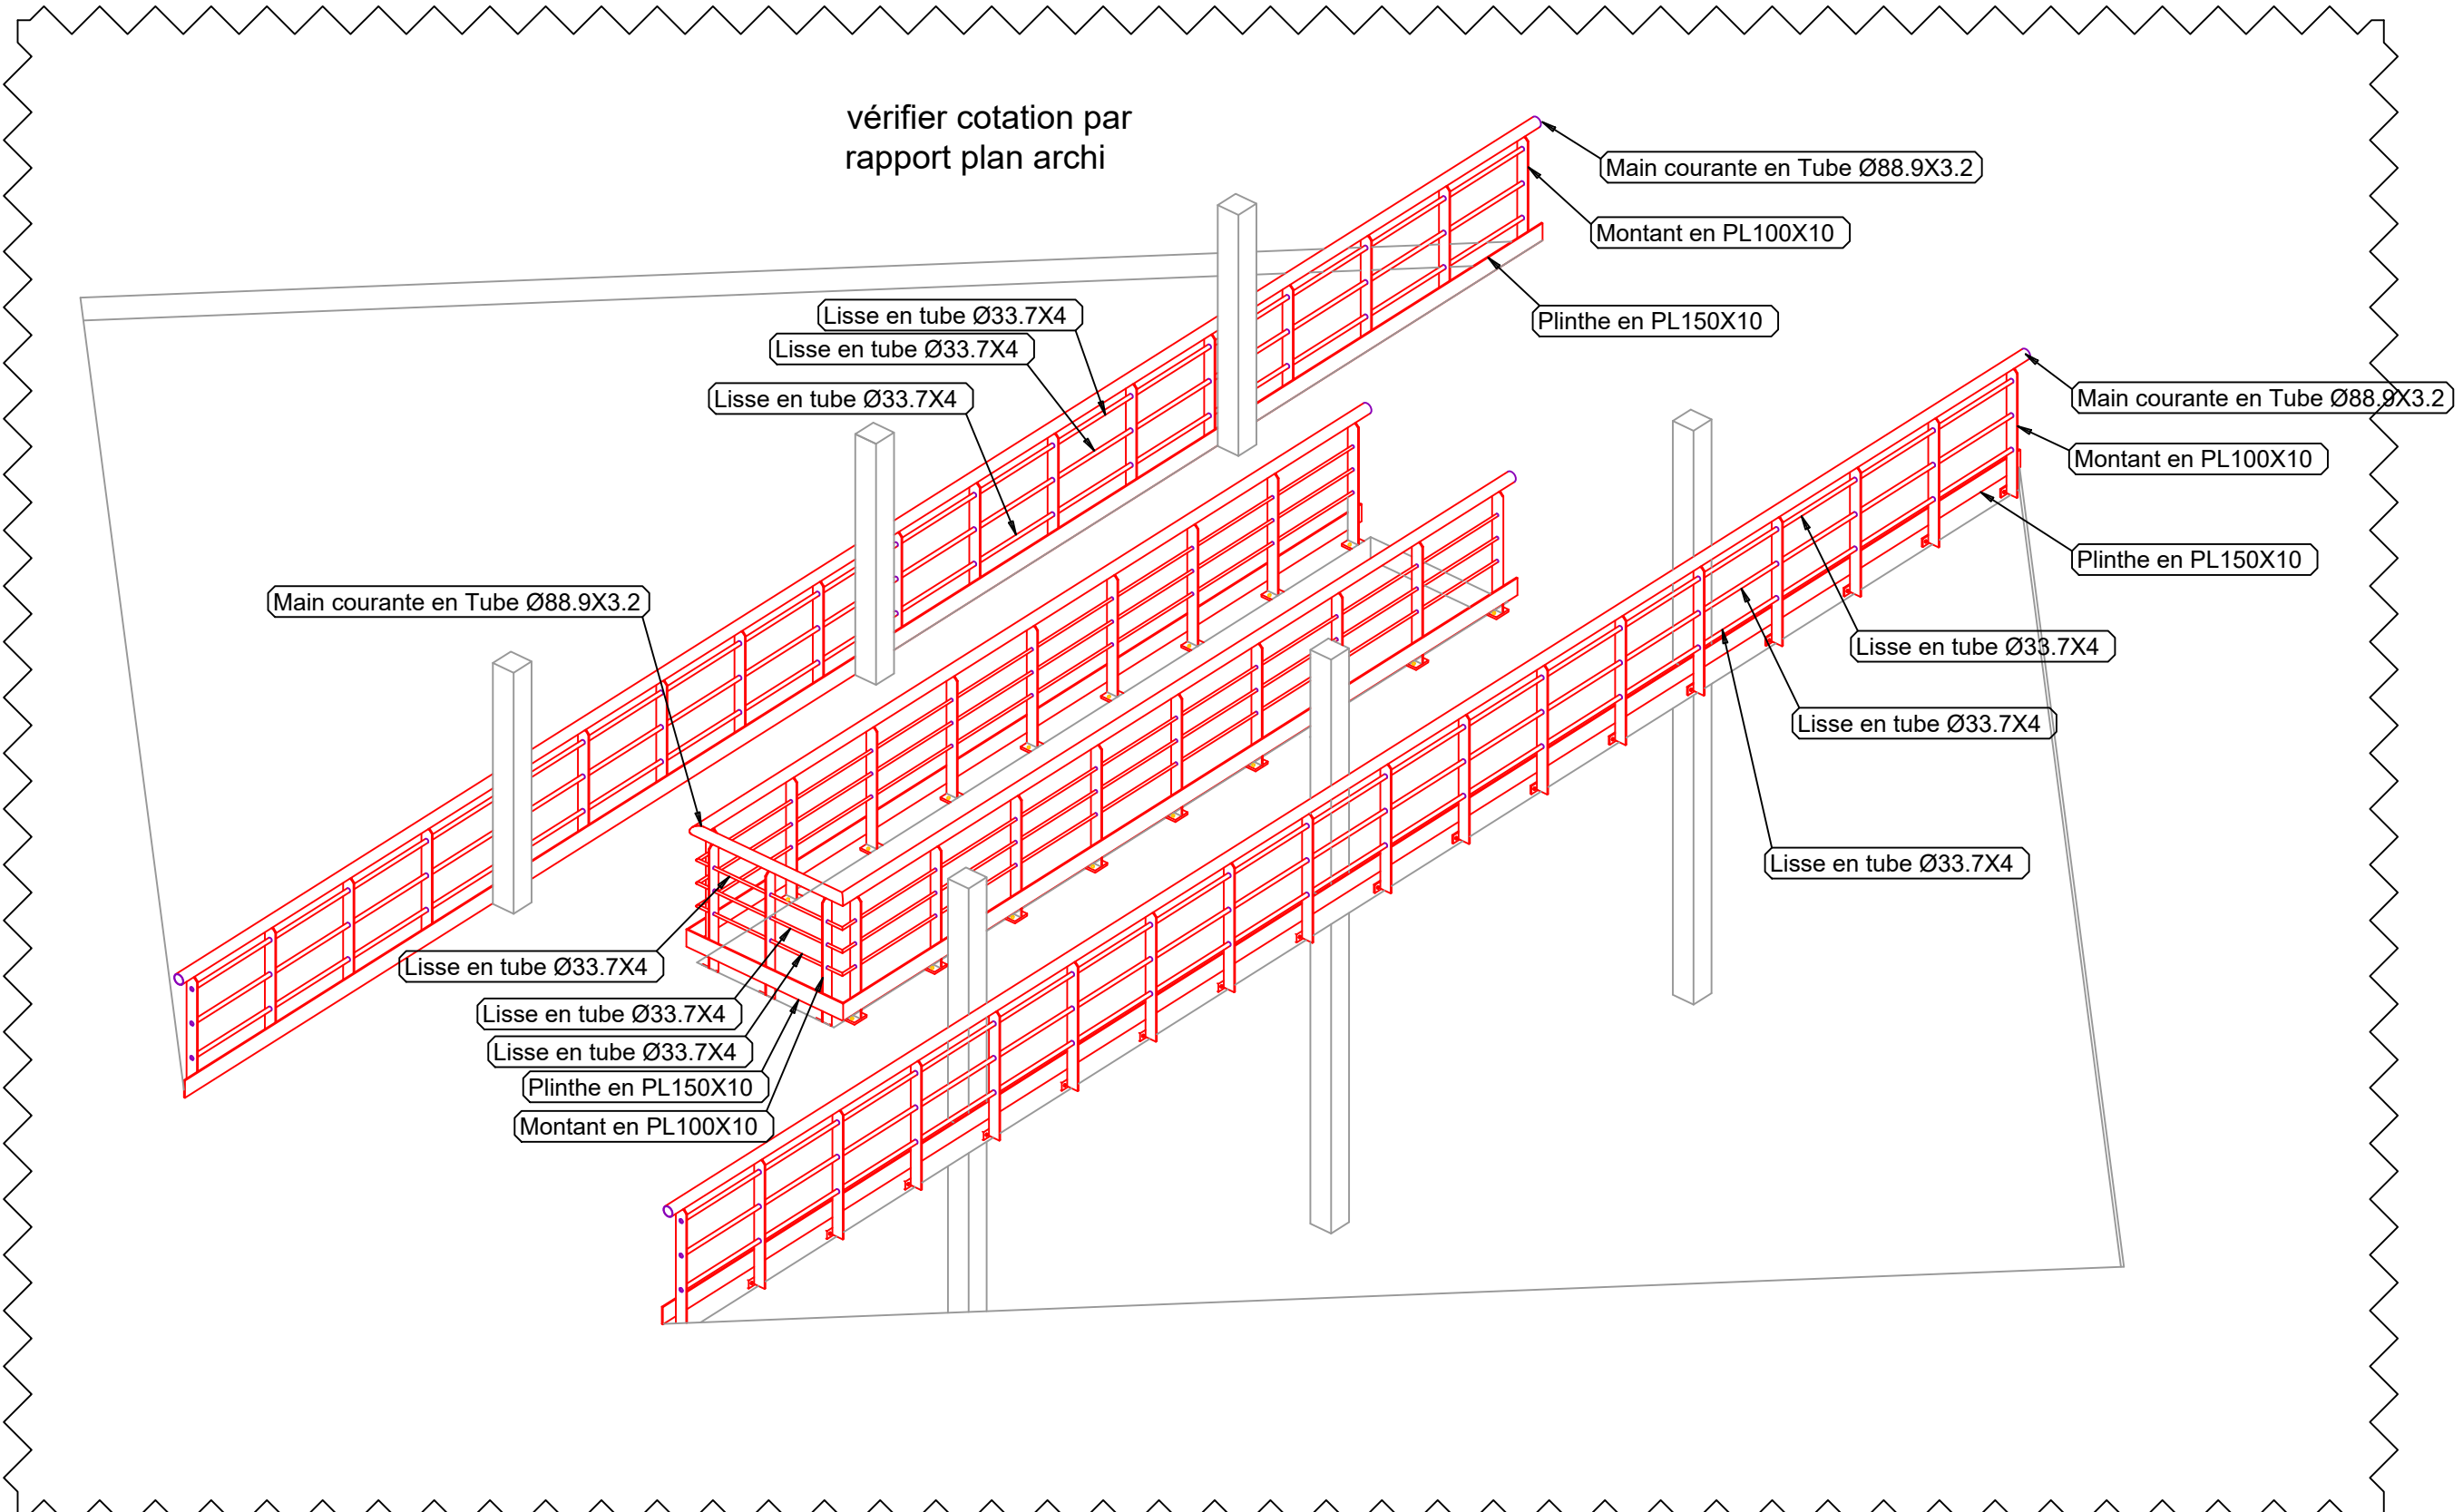 vérifier cotation par
rapport plan archi
Main courante en Tube Ø88.9X3.2
Montant en PL100X10
Plinthe en PL150X10
Lisse en tube Ø33.7X4
Lisse en tube Ø33.7X4
Lisse en tube Ø33.7X4
Main courante en Tube Ø88.9X3.2
Montant en PL100X10
Plinthe en PL150X10
Lisse en tube Ø33.7X4
Lisse en tube Ø33.7X4
Lisse en tube Ø33.7X4
Main courante en Tube Ø88.9X3.2
Lisse en tube Ø33.7X4
Lisse en tube Ø33.7X4
Lisse en tube Ø33.7X4
Plinthe en PL150X10
Montant en PL100X10